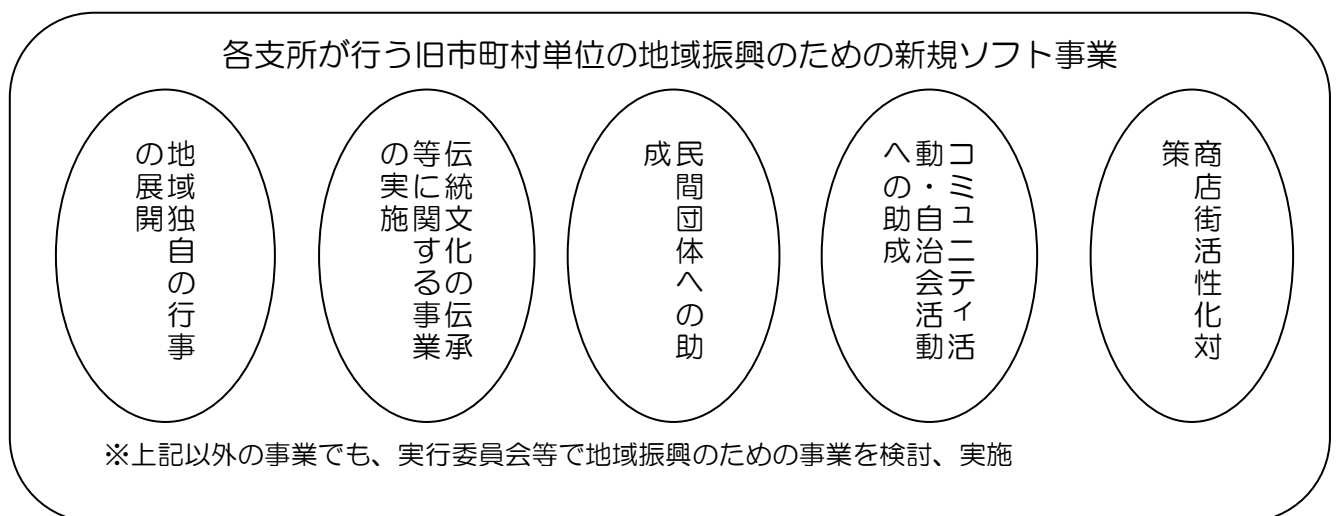 各支所が行う旧市町村単位の地域振興のための新規ソフト事業
地域独自の行事
の展開
伝統文化の伝承
等に関する事業
の実施
民間団体への助
成
コミュニティ活
動・自治会活動
への助成
商店街活性化対
策
※上記以外の事業でも、実行委員会等で地域振興のための事業を検討、実施